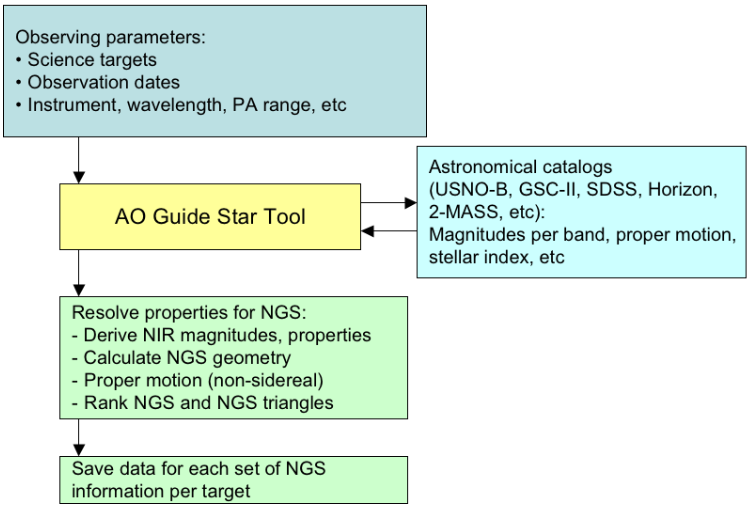 Observing parameters:
• Science targets
• Observation dates
• Instrument, wavelength, PA range, etc
Astronomical catalogs
(USNO-B, GSC-II, SDSS, Horizon,
2-MASS, etc):
Magnitudes per band, proper motion,
stellar index, etc
AO Guide Star Tool
Resolve properties for NGS:
- Derive NIR magnitudes, properties
- Calculate NGS geometry
- Proper motion (non-sidereal)
- Rank NGS and NGS triangles
Save data for each set of NGS
information per target